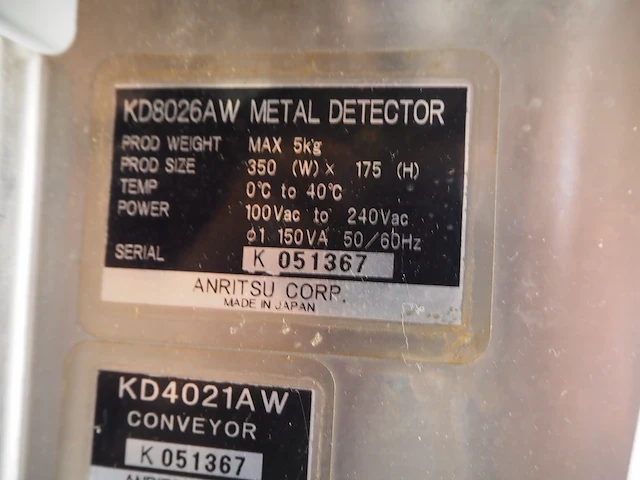 KD8026AW METAL DETECTOR
PROD WEIGHT MAX 5kg
PROD SIZE 350 (W) × 175 (H)
TEMP 0℃ to 40℃
POWER 100Vac to 240Vac
φ1 150VA 50/60Hz
SERIAL K 051367
ANRITSU CORP.
MADE IN JAPAN
KD4021AW
CONVEYOR
K 051367